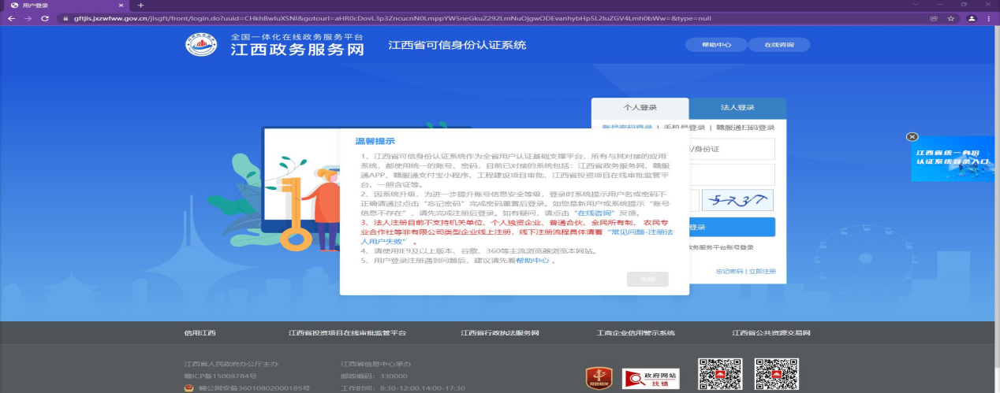 用户登录
gftjis.jxzwfww.gov.cn/jisgft/front/login.do?uuid=CHkhBwluXSNI&gotourl=aHR0cDovL3p3ZncucnN0LmppYW5neGkuZ292LmNuOjgwODEvanhybHp5L2luZGV4Lmh0bWw=&type=null
全国一体化在线政务服务平台
江西政务服务网
江西省可信身份认证系统
帮助中心
在线咨询
个人登录
法人登录
账号密码登录 | 手机号登录 | 赣服通扫码登录
/身份证
登录
政务服务平台账号登录
忘记密码 | 立即注册
温馨提示
1、江西省可信身份认证系统作为全省用户认证基础支撑平台，所有与其对接的应用
系统，都使用统一的账号、密码，目前已对接的系统包括：江西省政务服务网、赣服
通APP、赣服通支付宝小程序、工程建设项目审批、江西省投资项目在线审批监管平
台、一照含证等。
2、因系统升级，为进一步提升账号信息安全等级，登录时系统提示用户名或密码不
正确请通过点击“忘记密码”完成密码重置后登录。如您是新用户或系统提示“账号
信息不存在”，请先完成注册后登录。如有疑问，请点击“在线咨询”反馈。
3、法人注册目前不支持机关单位、个人独资企业、普通合伙、全民所有制、农民专
业合作社等非有限公司类型企业线上注册，线下注册流程具体请看“常见问题-注册法
人用户失败”。
4、请使用IE9及以上版本、谷歌、360等主流浏览器浏览本网站。
5、用户登录注册遇到问题后，建议请先看帮助中心 。
关闭
江西省统一身份
认证系统登录入口
信用江西
江西省投资项目在线审批监管平台
江西省行政执法服务网
工商企业信用警示系统
江西省公共资源交易网
江西省人民政府办公厅主办
江西省信息中心承办
赣ICP备15008784号
邮政编码：330000
赣公网安备36010802000185号
工作时间：8:30-12:00,14:00-17:30
党政机关
政府网站
找错